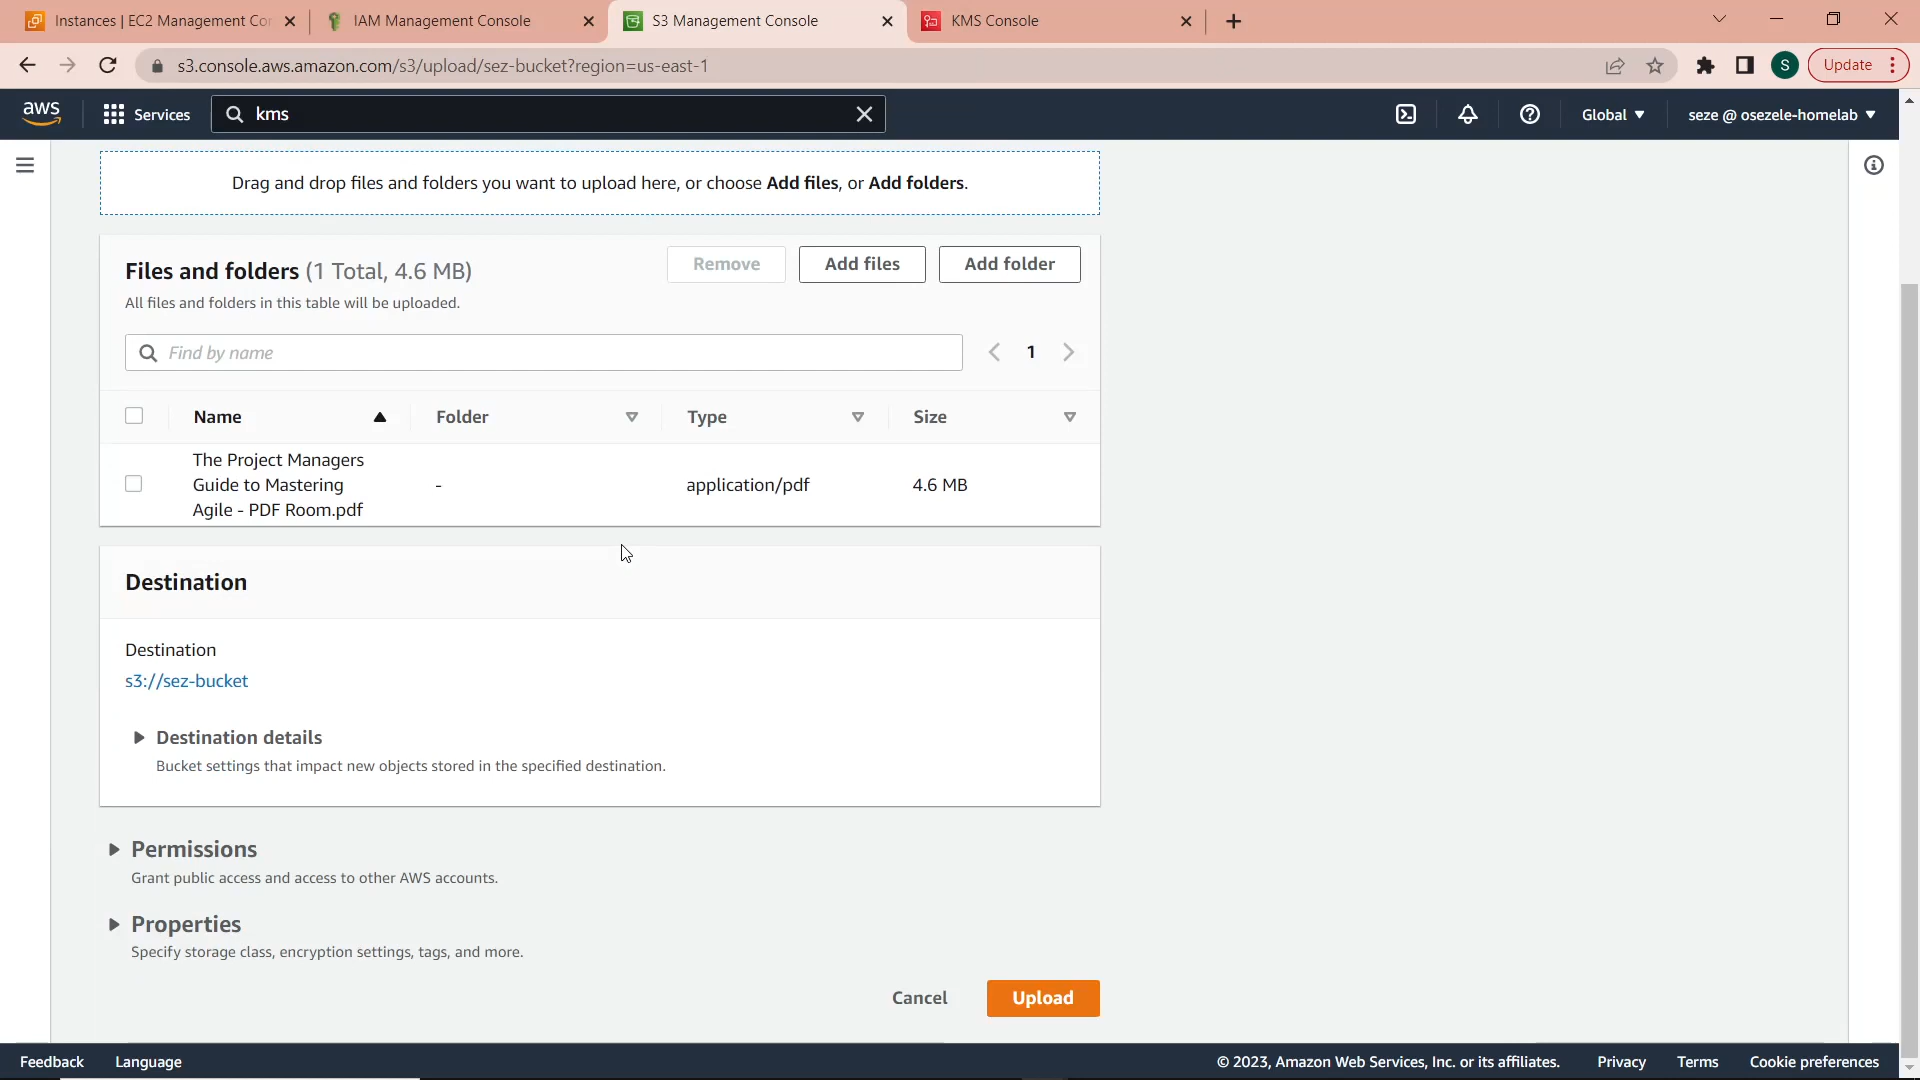 Instances | EC2 Management Co
IAM Management Console
S3 Management Console
KMS Console
s3.console.aws.amazon.com/s3/upload/sez-bucket?region=us-east-1
S
Update
aws
Services
kms
Global
seze @ osezele-homelab
Drag and drop files and folders you want to upload here, or choose Add files, or Add folders.
Files and folders (1 Total, 4.6 MB)
Remove
Add files
Add folder
All files and folders in this table will be uploaded.
Find by name
1
Name
Folder
Type
Size
The Project Managers
Guide to Mastering
Agile - PDF Room.pdf
-
application/pdf
4.6 MB
Destination
Destination
s3://sez-bucket
Destination details
Bucket settings that impact new objects stored in the specified destination.
Permissions
Grant public access and access to other AWS accounts.
Properties
Specify storage class, encryption settings, tags, and more.
Cancel
Upload
Feedback
Language
© 2023, Amazon Web Services, Inc. or its affiliates.
Privacy
Terms
Cookie preferences